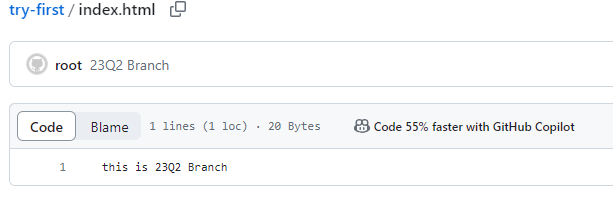 try-first / index.html
root 23Q2 Branch
Code Blame 1 lines (1 loc) · 20 Bytes Code 55% faster with GitHub Copilot
1 this is 23Q2 Branch